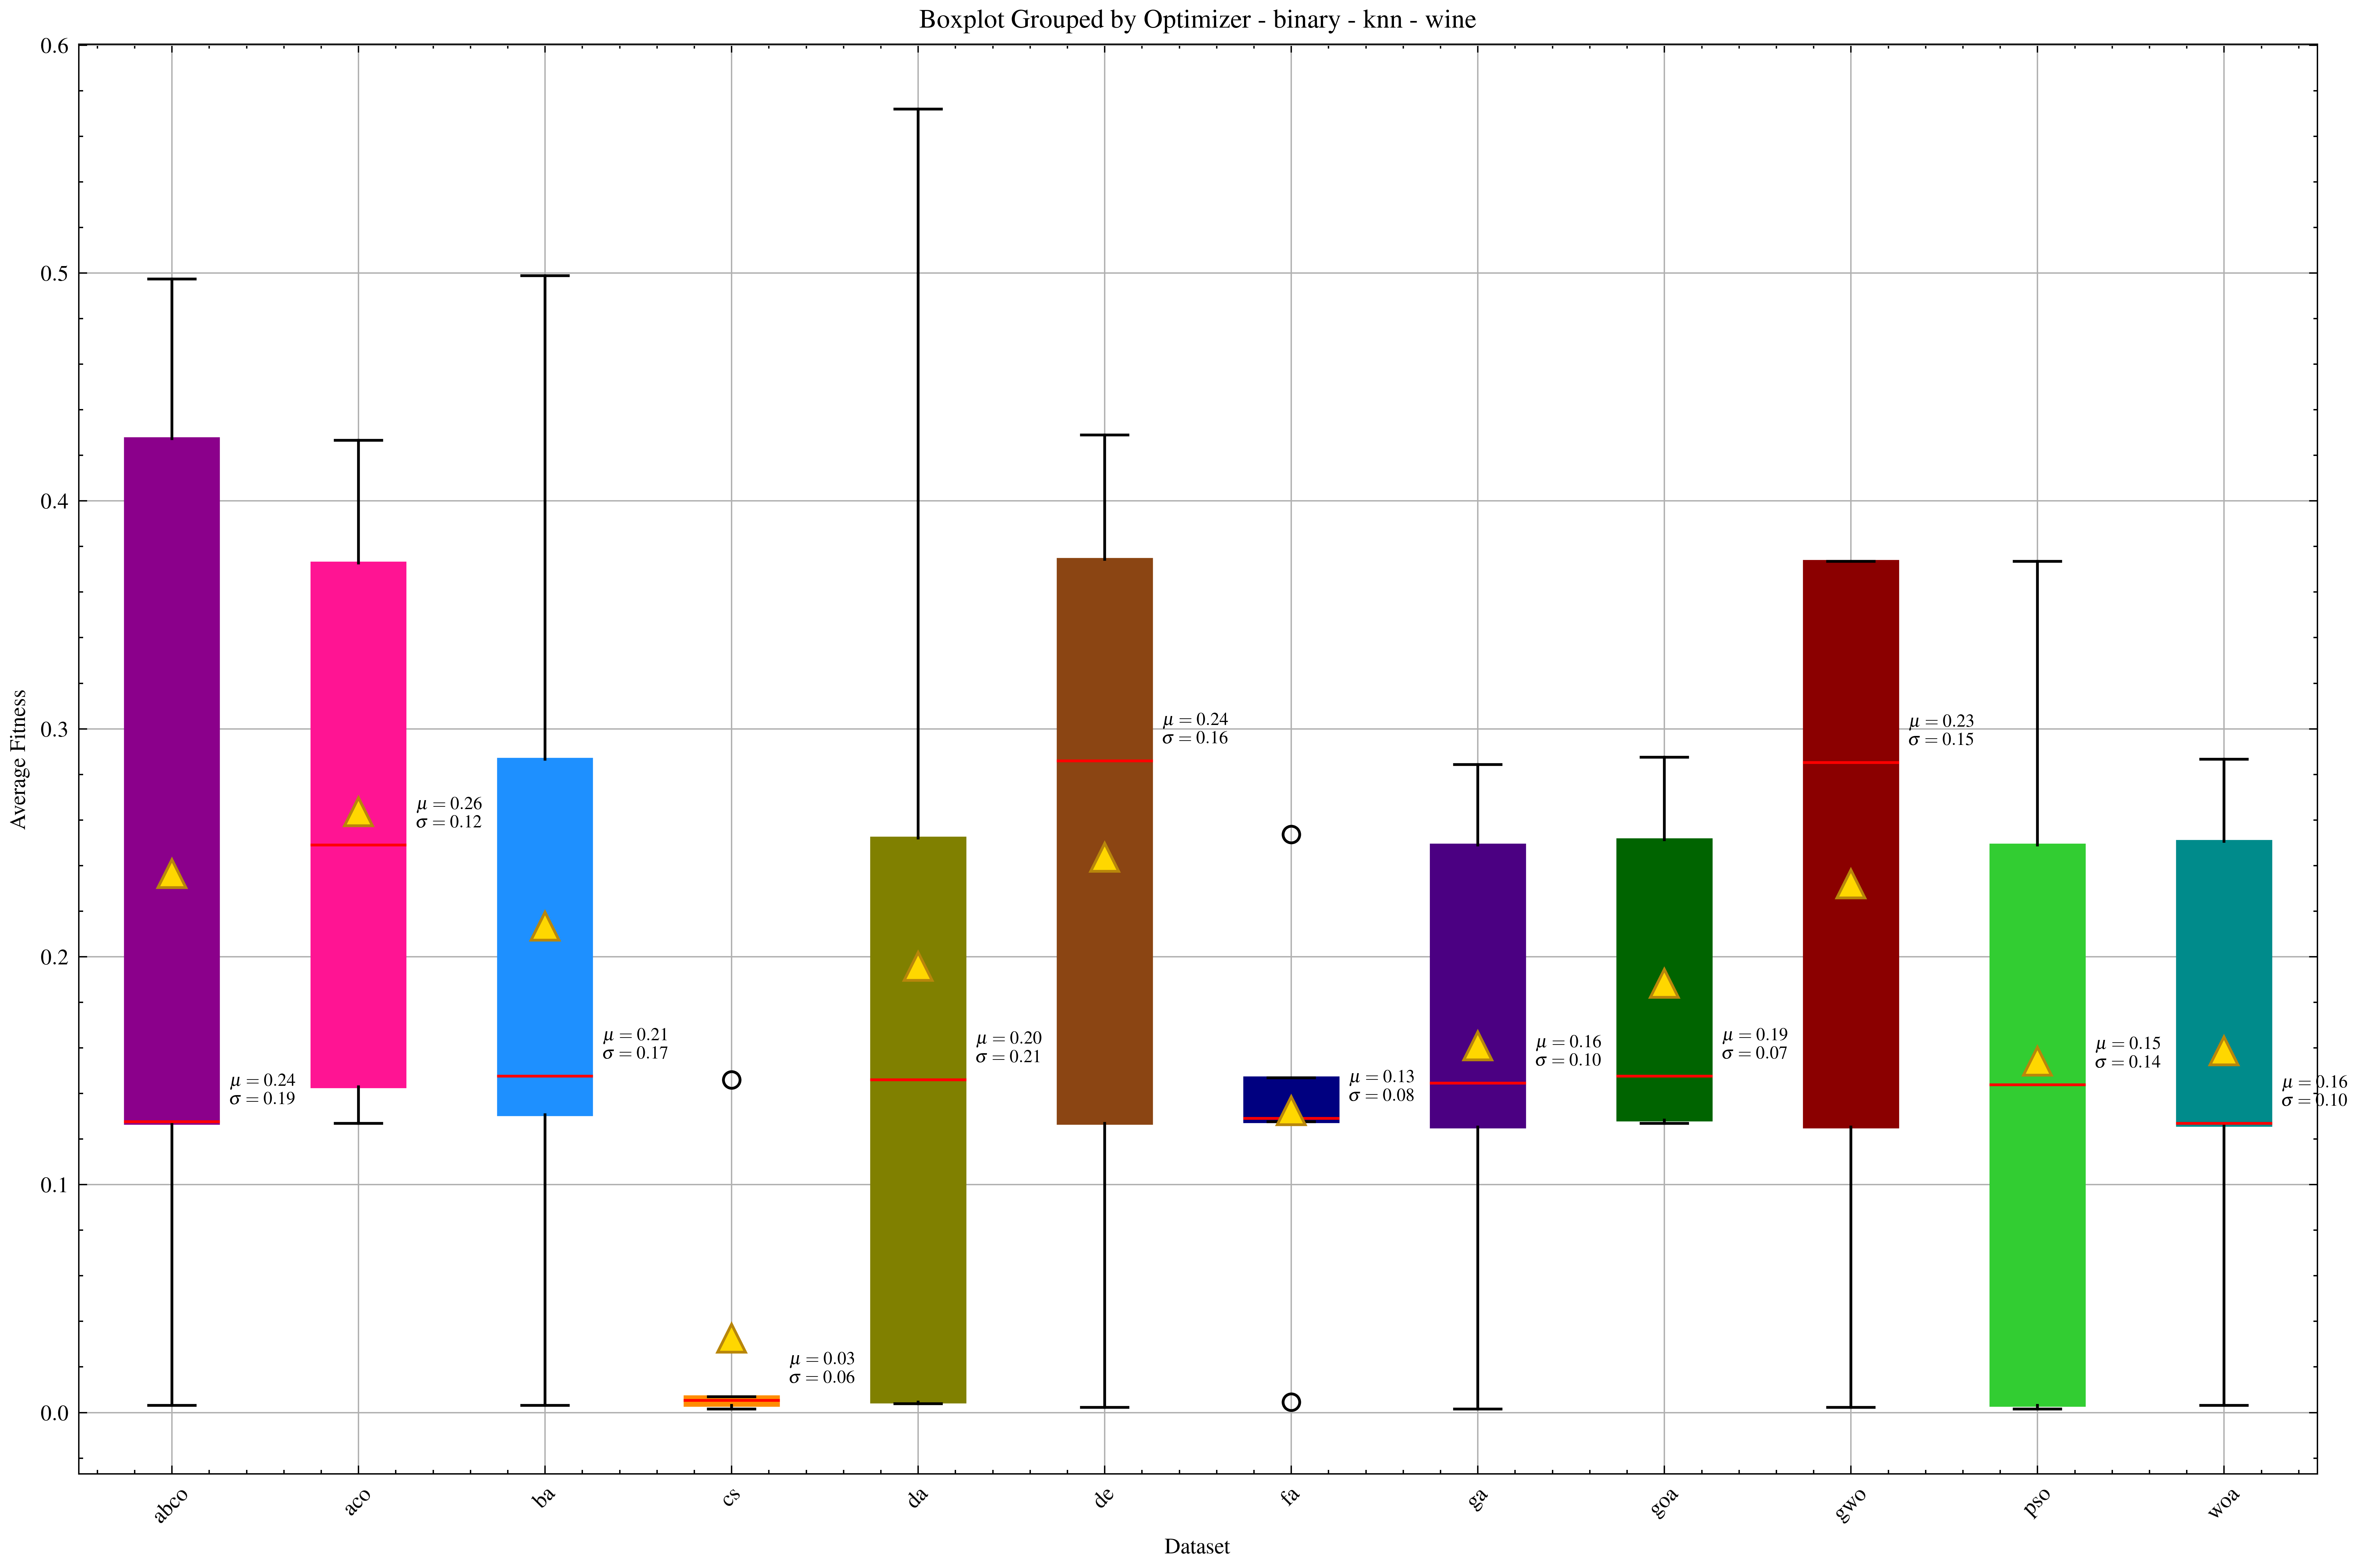 Boxplot Grouped by Optimizer - binary - knn - wine
Average Fitness
0.6
0.5
0.4
0.3
0.2
0.1
0.0
μ = 0.24
σ = 0.19
μ = 0.26
σ = 0.12
μ = 0.21
σ = 0.17
μ = 0.03
σ = 0.06
μ = 0.20
σ = 0.21
μ = 0.24
σ = 0.16
μ = 0.13
σ = 0.08
μ = 0.16
σ = 0.10
μ = 0.19
σ = 0.07
μ = 0.23
σ = 0.15
μ = 0.15
σ = 0.14
μ = 0.16
σ = 0.10
abco
aco
ba
cs
da
de
fa
ga
goa
gwo
pso
woa
Dataset